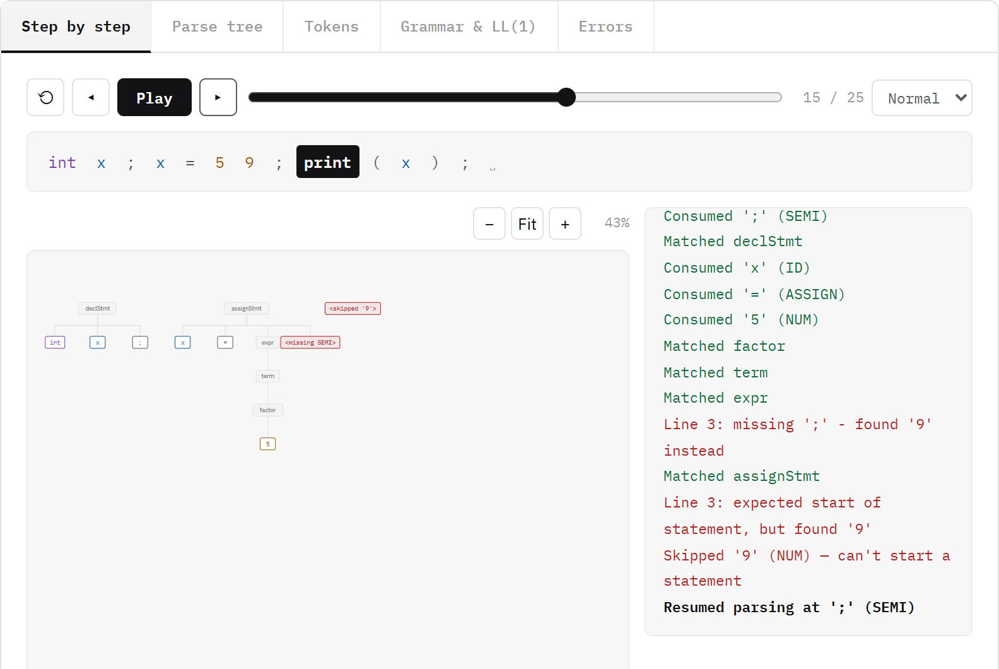 Step by step Parse tree Tokens Grammar & LL(1) Errors
Play 15 / 25 Normal
int x ; x = 5 9 ; print ( x ) ; ␣
− Fit + 43%
declStmt assignStmt <skipped '9'>
int x ; x = expr <missing SEMI>
term
factor
5
Consumed ';' (SEMI)
Matched declStmt
Consumed 'x' (ID)
Consumed '=' (ASSIGN)
Consumed '5' (NUM)
Matched factor
Matched term
Matched expr
Line 3: missing ';' - found '9'
instead
Matched assignStmt
Line 3: expected start of
statement, but found '9'
Skipped '9' (NUM) — can't start a
statement
Resumed parsing at ';' (SEMI)